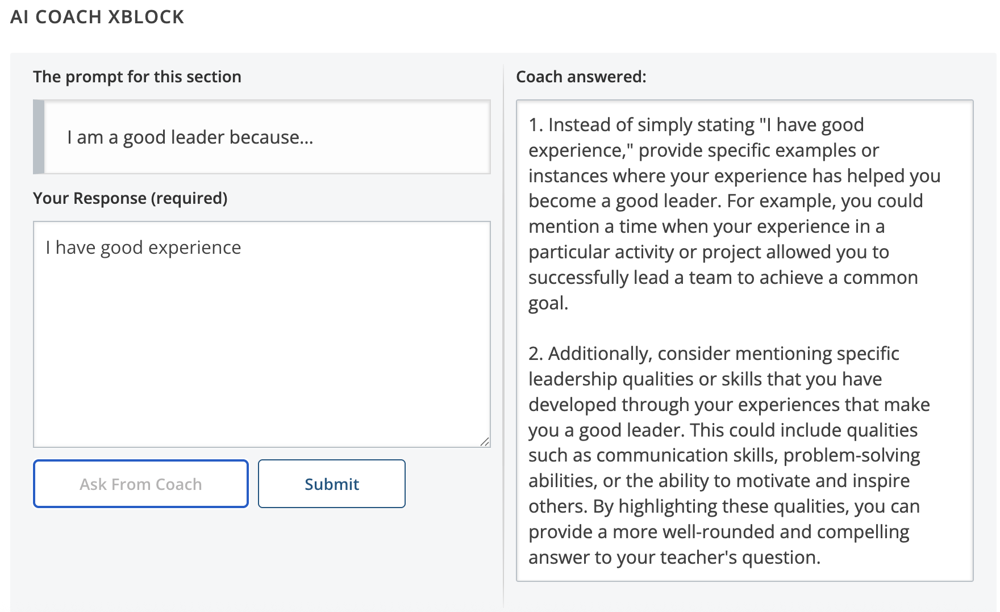 AI COACH XBLOCK
The prompt for this section
I am a good leader because...
Your Response (required)
I have good experience
Ask From Coach
Submit
Coach answered:
1. Instead of simply stating "I have good
experience," provide specific examples or
instances where your experience has helped you
become a good leader. For example, you could
mention a time when your experience in a
particular activity or project allowed you to
successfully lead a team to achieve a common
goal.
2. Additionally, consider mentioning specific
leadership qualities or skills that you have
developed through your experiences that make
you a good leader. This could include qualities
such as communication skills, problem-solving
abilities, or the ability to motivate and inspire
others. By highlighting these qualities, you can
provide a more well-rounded and compelling
answer to your teacher's question.